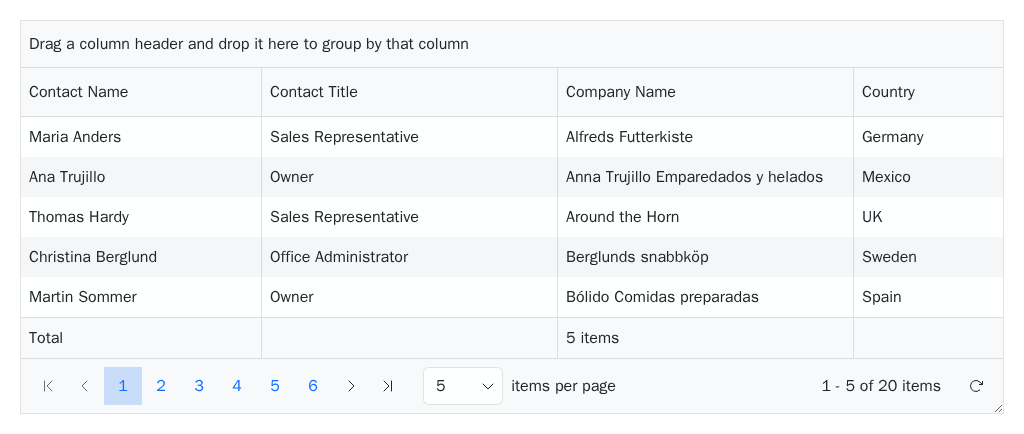 Drag a column header and drop it here to group by that column
Contact Name Contact Title Company Name Country
Maria Anders Sales Representative Alfreds Futterkiste Germany
Ana Trujillo Owner Anna Trujillo Emparedados y helados Mexico
Thomas Hardy Sales Representative Around the Horn UK
Christina Berglund Office Administrator Berglunds snabbköp Sweden
Martin Sommer Owner Bólido Comidas preparadas Spain
Total 5 items
1 2 3 4 5 6 5 items per page 1 - 5 of 20 items